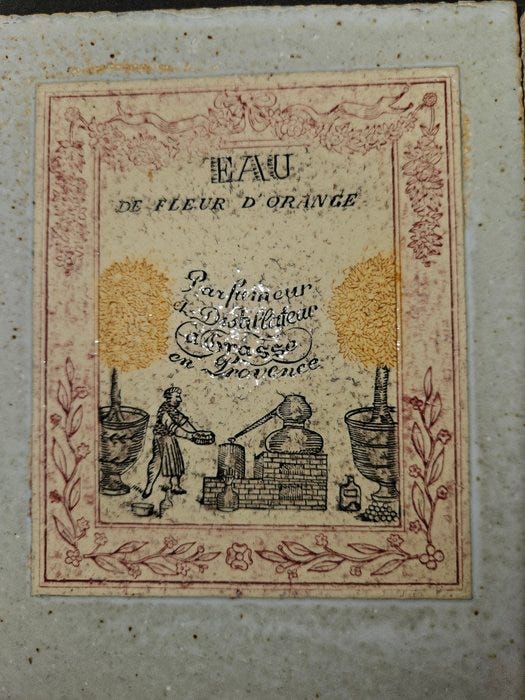 EAU
DE FLEUR D'ORANGE
Parfumeur
& Distillateur
à Grasse
en Provence